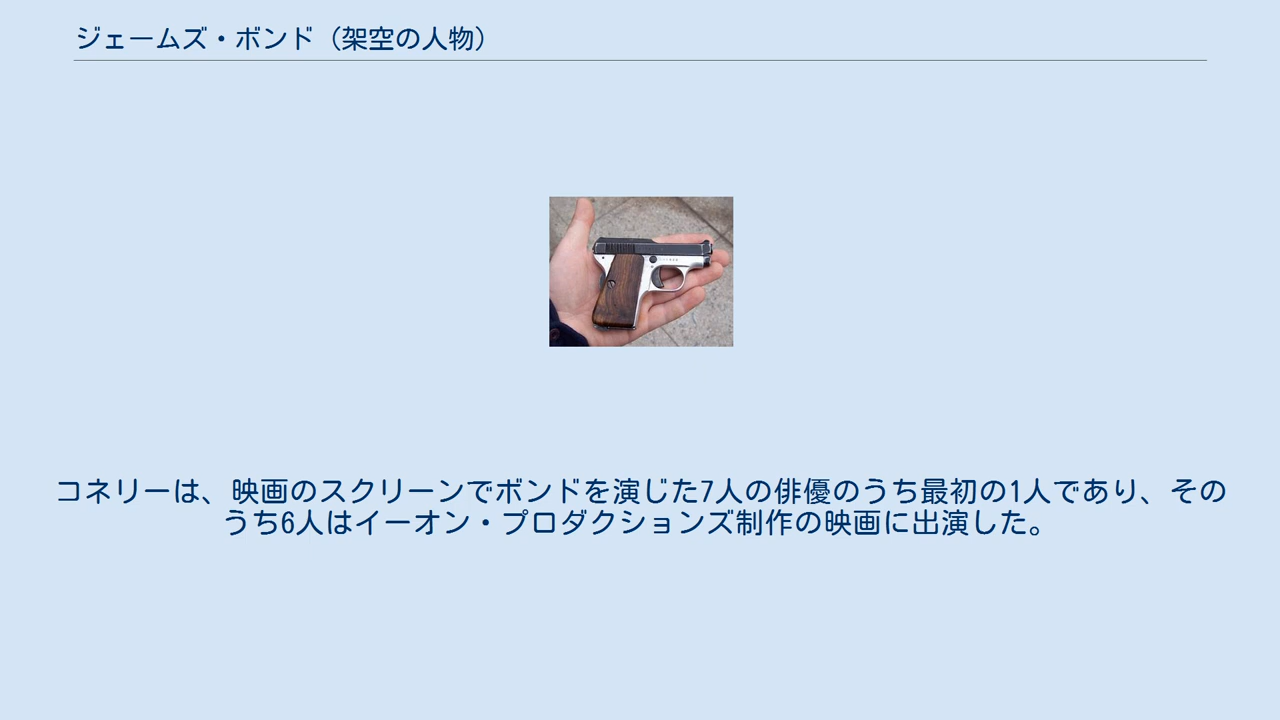 ジェームズ・ボンド（架空の人物）
コネリーは、映画のスクリーンでボンドを演じた7人の俳優のうち最初の1人であり、その
うち6人はイーオン・プロダクションズ制作の映画に出演した。